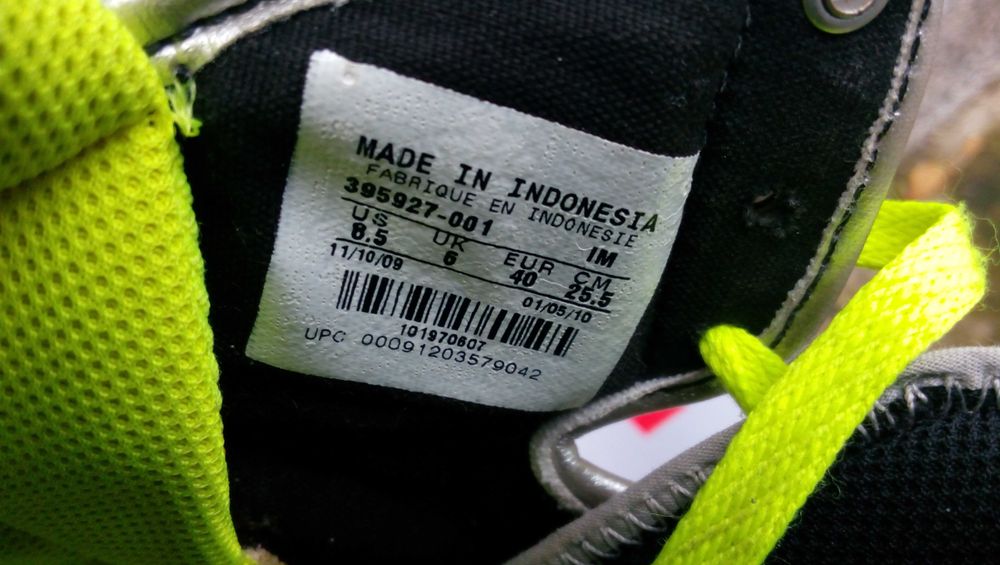 MADE IN INDONESIA
FABRIQUE EN INDONESIE
395927-001 IM
US UK EUR CM
8.5 6 40 25.5
11/10/09 01/05/10
101970607
UPC 00091203579042